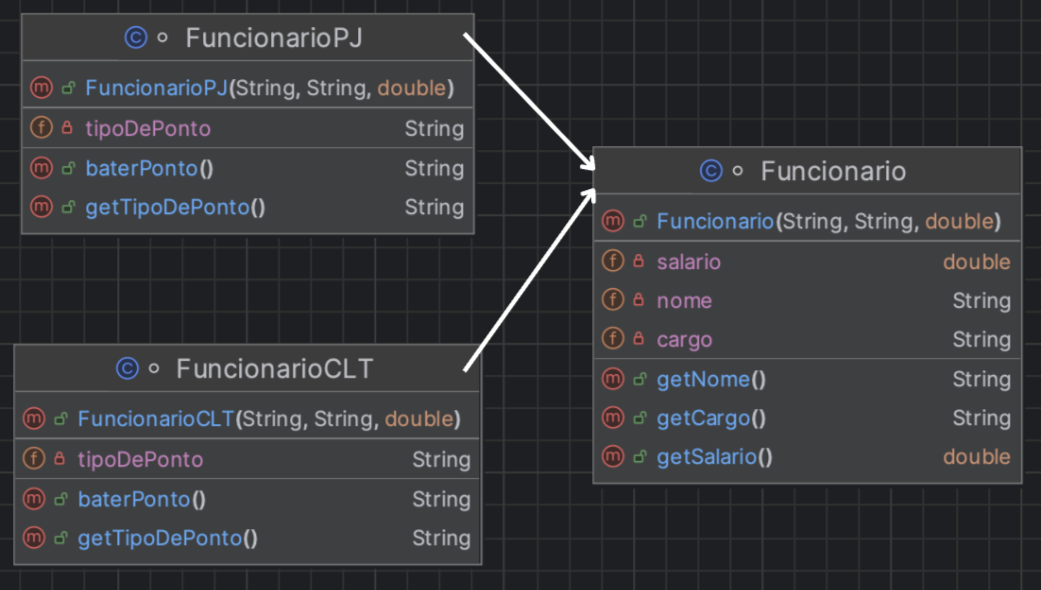 FuncionarioPJ
FuncionarioPJ(String, String, double)
tipoDePonto String
baterPonto() String
getTipoDePonto() String
FuncionarioCLT
FuncionarioCLT(String, String, double)
tipoDePonto String
baterPonto() String
getTipoDePonto() String
Funcionario
Funcionario(String, String, double)
salario double
nome String
cargo String
getNome() String
getCargo() String
getSalario() double